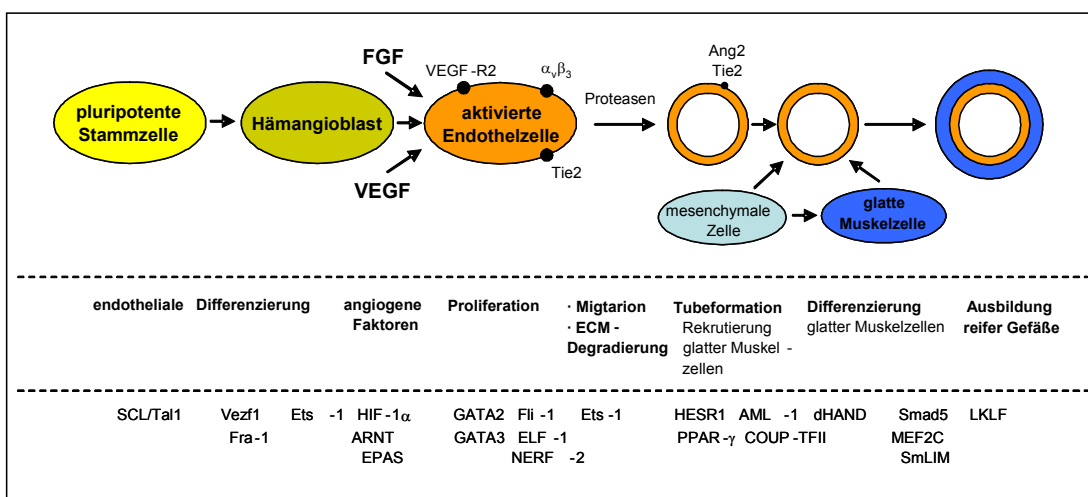 FGF
VEGF -R2
αvβ3
Ang2
Tie2
pluripotente
Stammzelle
Hämangioblast
aktivierte
Endothelzelle
Proteasen
VEGF
Tie2
mesenchymale
Zelle
glatte
Muskelzelle
endotheliale Differenzierung
angiogene
Faktoren
Proliferation
· Migtarion
· ECM -
Degradierung
Tubeformation
Rekrutierung
glatter Muskel -
zellen
Differenzierung
glatter Muskelzellen
Ausbildung
reifer Gefäße
SCL/Tal1 Vezf1 Ets -1 HIF-1α GATA2 Fli -1 Ets-1 HESR1 AML -1 dHAND Smad5 LKLF
Fra-1 ARNT GATA3 ELF -1 PPAR-γ COUP -TFII MEF2C
EPAS NERF -2 SmLIM